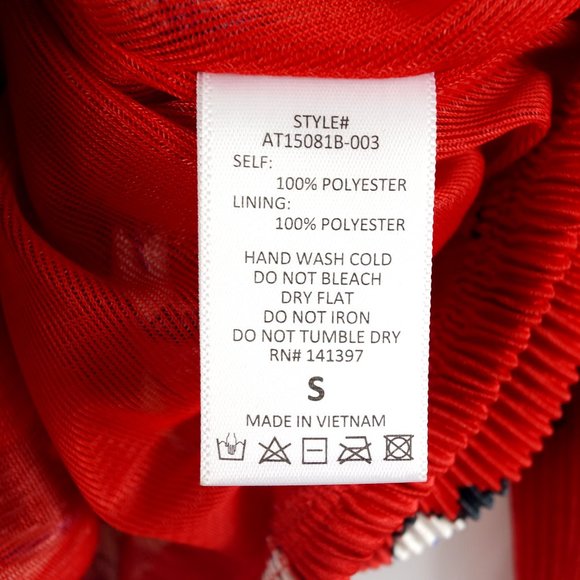 STYLE#
AT15081B-003
SELF:
100% POLYESTER
LINING:
100% POLYESTER
HAND WASH COLD
DO NOT BLEACH
DRY FLAT
DO NOT IRON
DO NOT TUMBLE DRY
RN# 141397
S
MADE IN VIETNAM